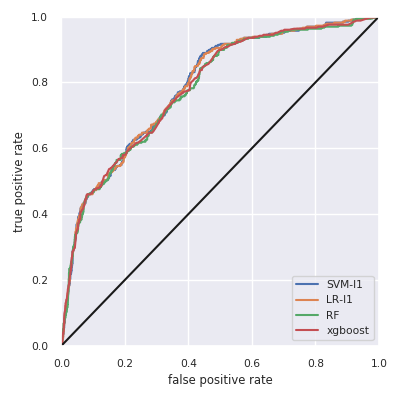 1.0
0.8
0.6
0.4
0.2
0.0
true positive rate
0.0 0.2 0.4 0.6 0.8 1.0
false positive rate
SVM-l1
LR-l1
RF
xgboost